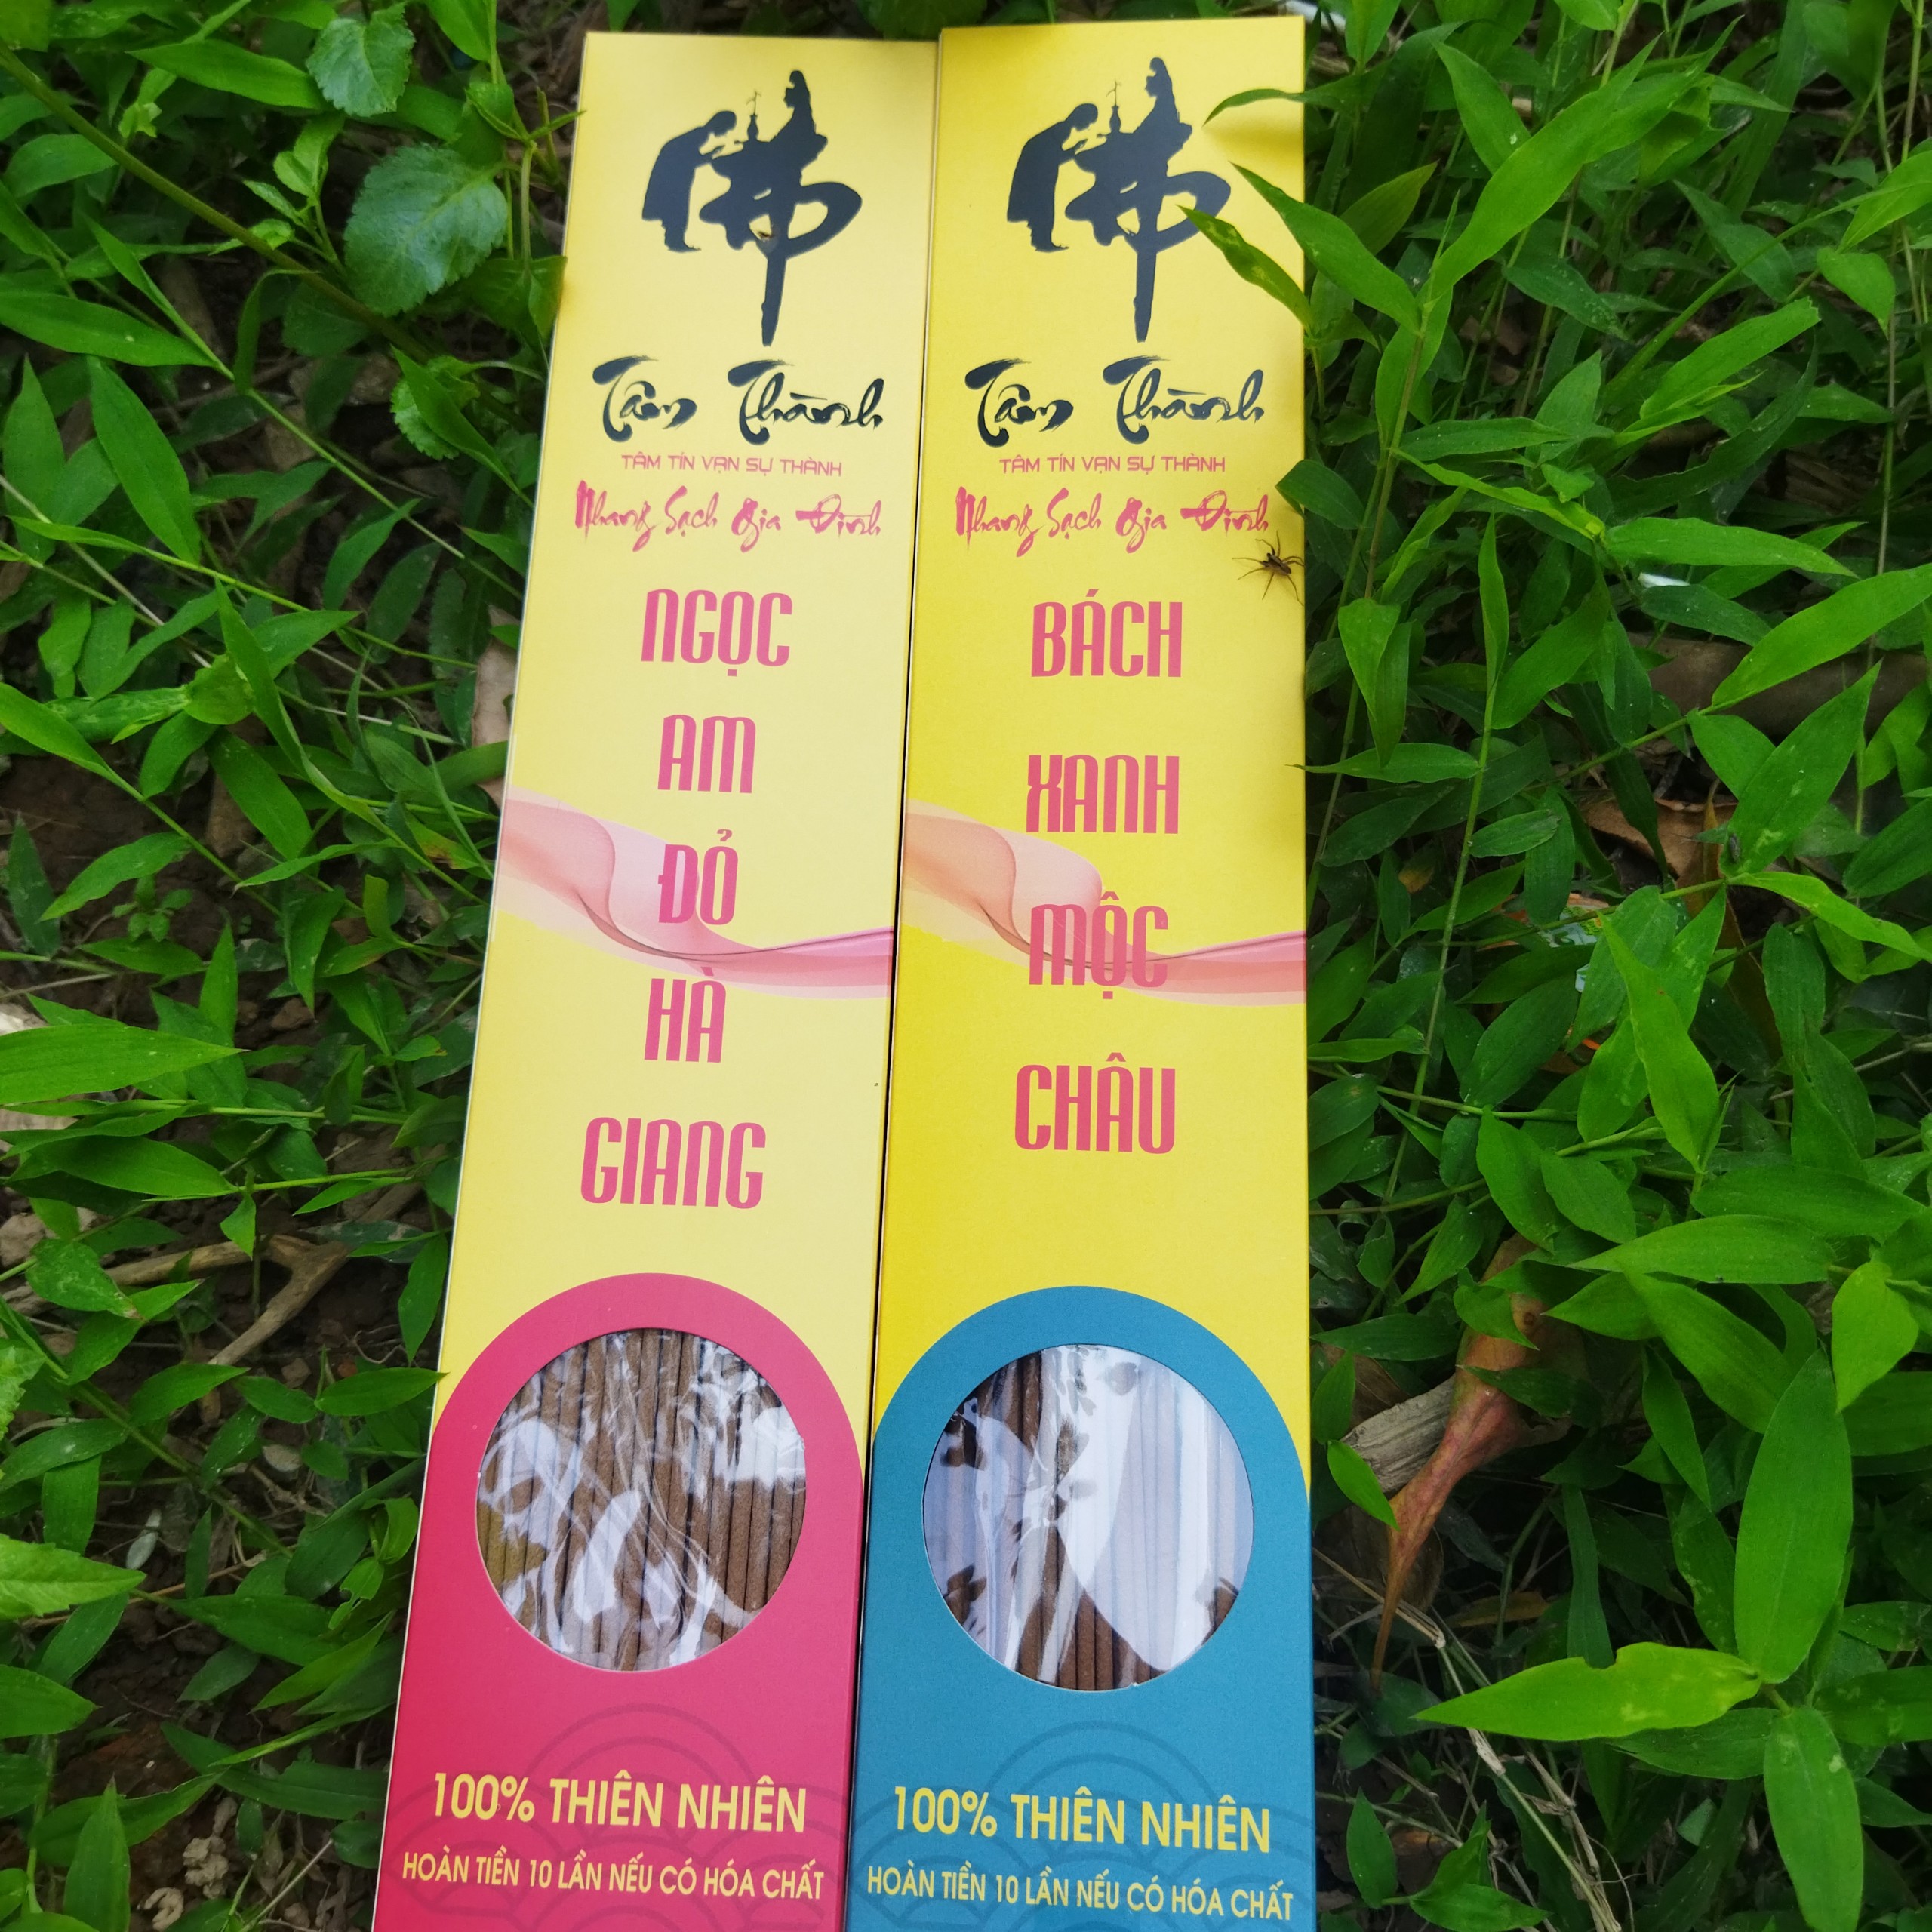 佛
Tâm Thành
TÂM TÍN VẠN SỰ THÀNH
Nhang Sạch Gia Đình
NGỌC
AM
ĐỎ
HÀ
GIANG
100% THIÊN NHIÊN
HOÀN TIỀN 10 LẦN NẾU CÓ HÓA CHẤT
佛
Tâm Thành
TÂM TÍN VẠN SỰ THÀNH
Nhang Sạch Gia Đình
BÁCH
XANH
MỘC
CHÂU
100% THIÊN NHIÊN
HOÀN TIỀN 10 LẦN NẾU CÓ HÓA CHẤT